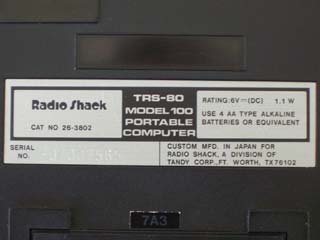 Radio Shack
CAT NO 26-3802
TRS-80
MODEL 100
PORTABLE
COMPUTER
RATING: 6V⎓(DC) 1.1 W
USE 4 AA TYPE ALKALINE
BATTERIES OR EQUIVALENT
SERIAL
NO.
CUSTOM MFD. IN JAPAN FOR
RADIO SHACK, A DIVISION OF
TANDY CORP., FT. WORTH, TX76102
7A3